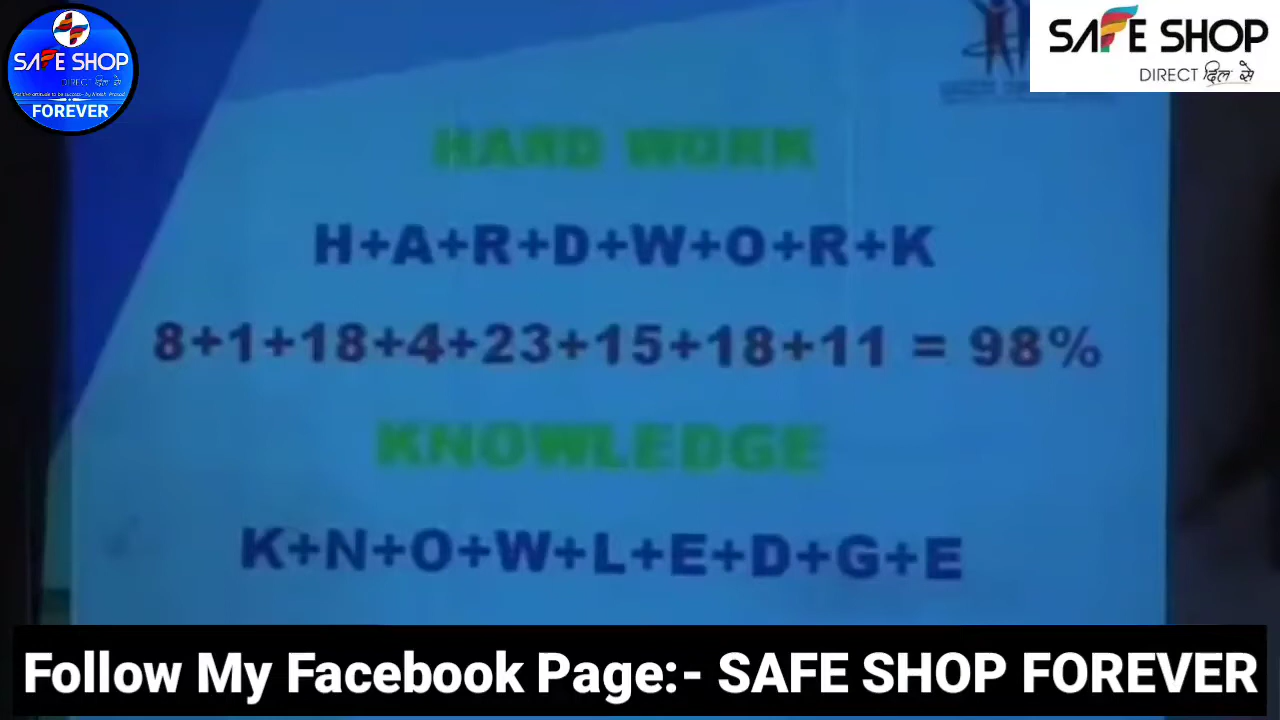 SAFE SHOP
DIRECT दिल से
FOREVER
SAFE SHOP
DIRECT दिल से
HARD WORK
H+A+R+D+W+O+R+K
8+1+18+4+23+15+18+11 = 98%
KNOWLEDGE
K+N+O+W+L+E+D+G+E
Follow My Facebook Page:- SAFE SHOP FOREVER